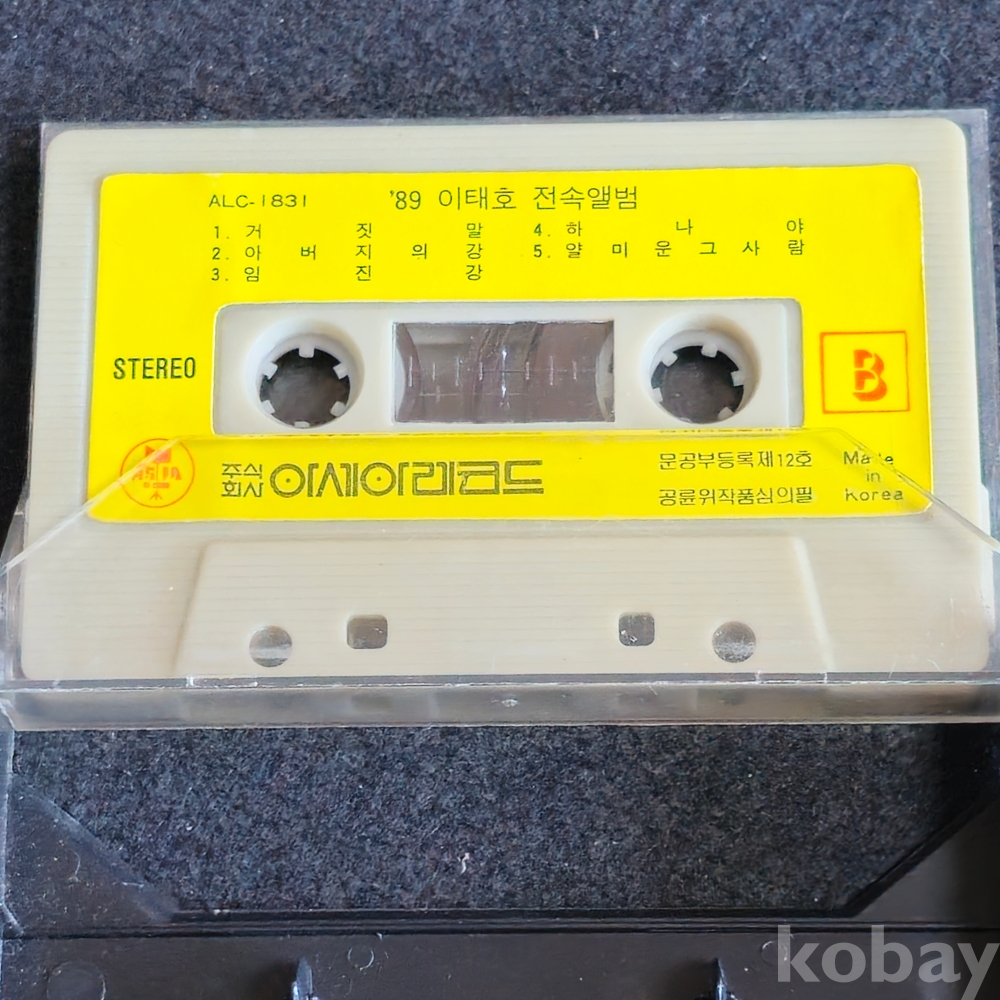 ALC-1831 '89 이태호 전속앨범
1. 거 짓 말 4. 하 나 야
2. 아 버 지 의 강 5. 얄 미 운 그 사 람
3. 임 진 강
STEREO
B
ASIA
주식회사 아세아레코드
문공부등록제12호
공륜위작품심의필
Made in Korea
kobay